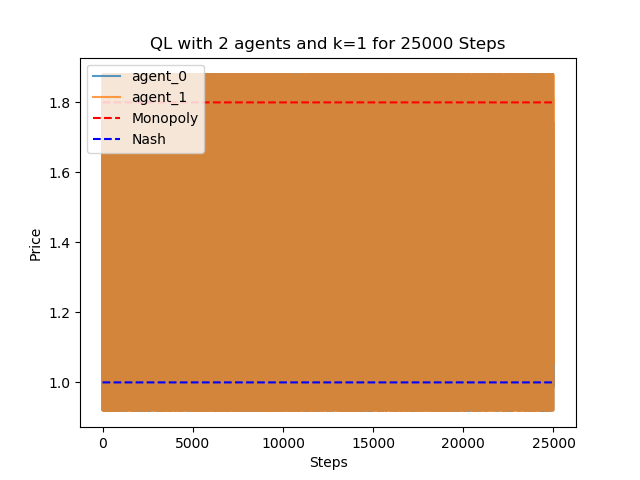 QL with 2 agents and k=1 for 25000 Steps
agent_0
agent_1
Monopoly
Nash
1.8
1.6
1.4
1.2
1.0
Price
0 5000 10000 15000 20000 25000
Steps